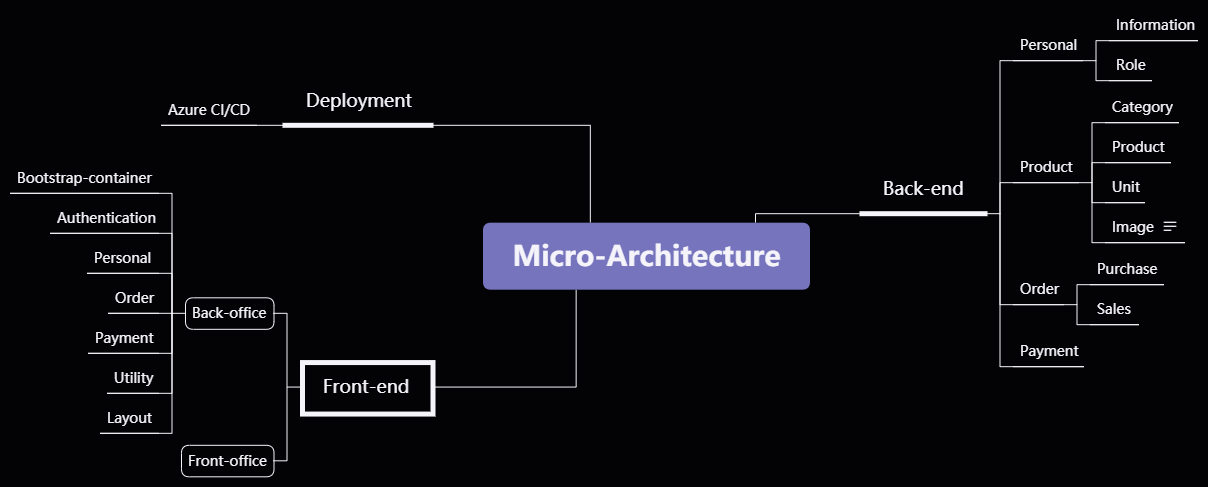 Micro-Architecture
Deployment
Azure CI/CD
Front-end
Back-office
Bootstrap-container
Authentication
Personal
Order
Payment
Utility
Layout
Front-office
Back-end
Personal
Information
Role
Product
Category
Product
Unit
Image
Order
Purchase
Sales
Payment